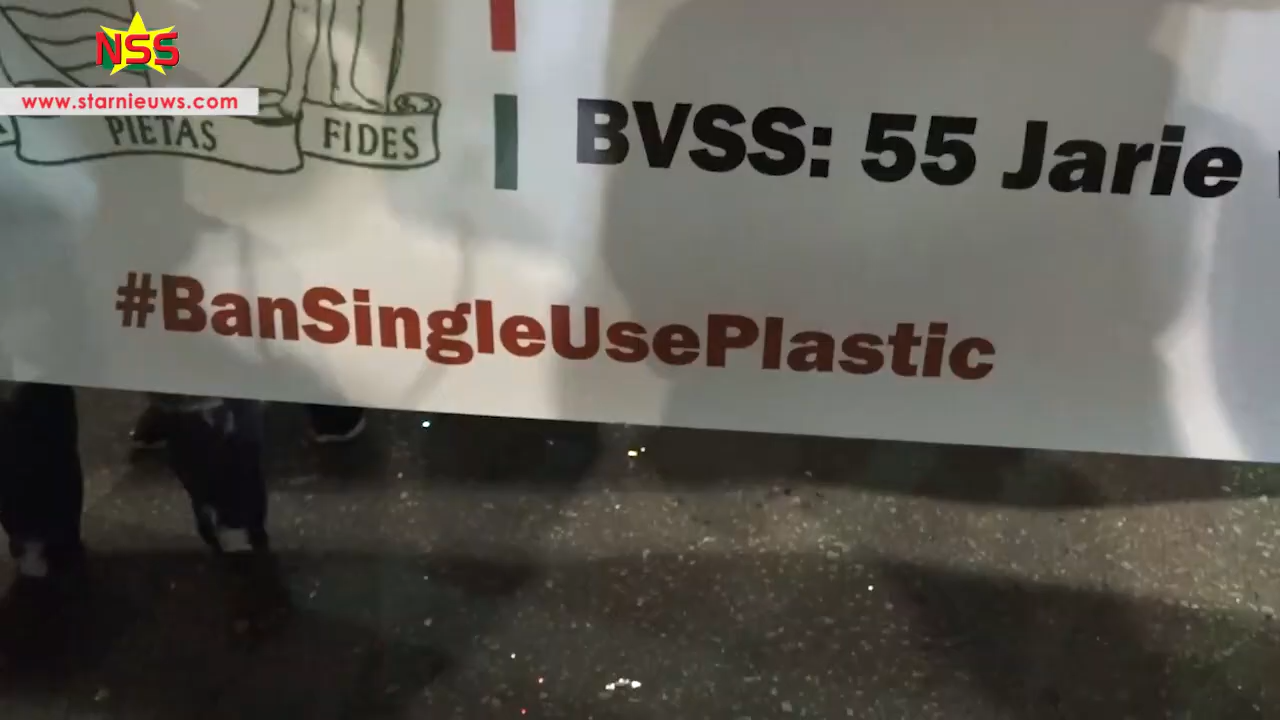 NSS
www.starnieuws.com
PIETAS FIDES
BVSS: 55 Jarie
#BanSingleUsePlastic